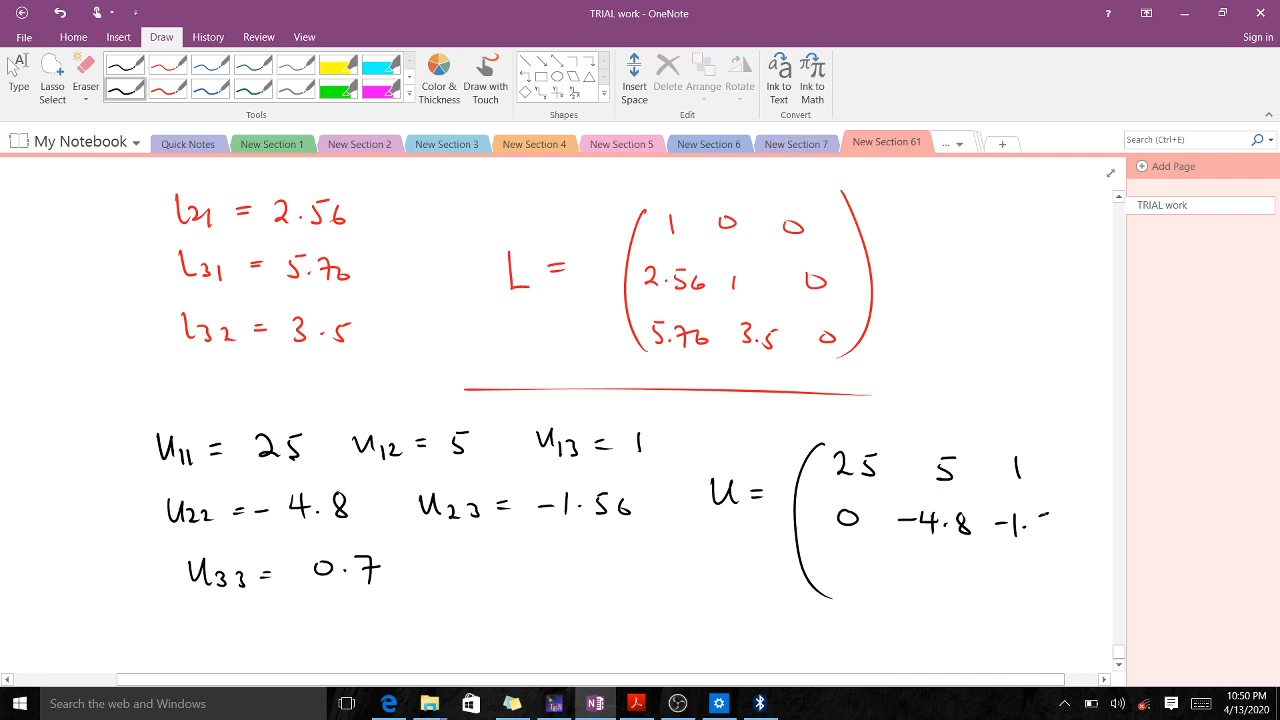 TRIAL work - OneNote
File Home Insert Draw History Review View Sign in
Type Lasso Select Eraser Color & Thickness Draw with Touch Insert Space Delete Arrange Rotate Ink to Text Ink to Math
Tools Shapes Edit Convert
My Notebook Quick Notes New Section 1 New Section 2 New Section 3 New Section 4 New Section 5 New Section 6 New Section 7 New Section 61 ... + Search (Ctrl+E)
Add Page
TRIAL work
l21 = 2.56
l31 = 5.76
l32 = 3.5
L =
1 0 0
2.56 1 0
5.76 3.5 0
U11 = 25 U12 = 5 U13 = 1
U22 = - 4.8 U23 = -1.56
U33 = 0.7
U =
25 5 1
0 -4.8 -1.
Search the web and Windows
10:50 PM
4/13/2020